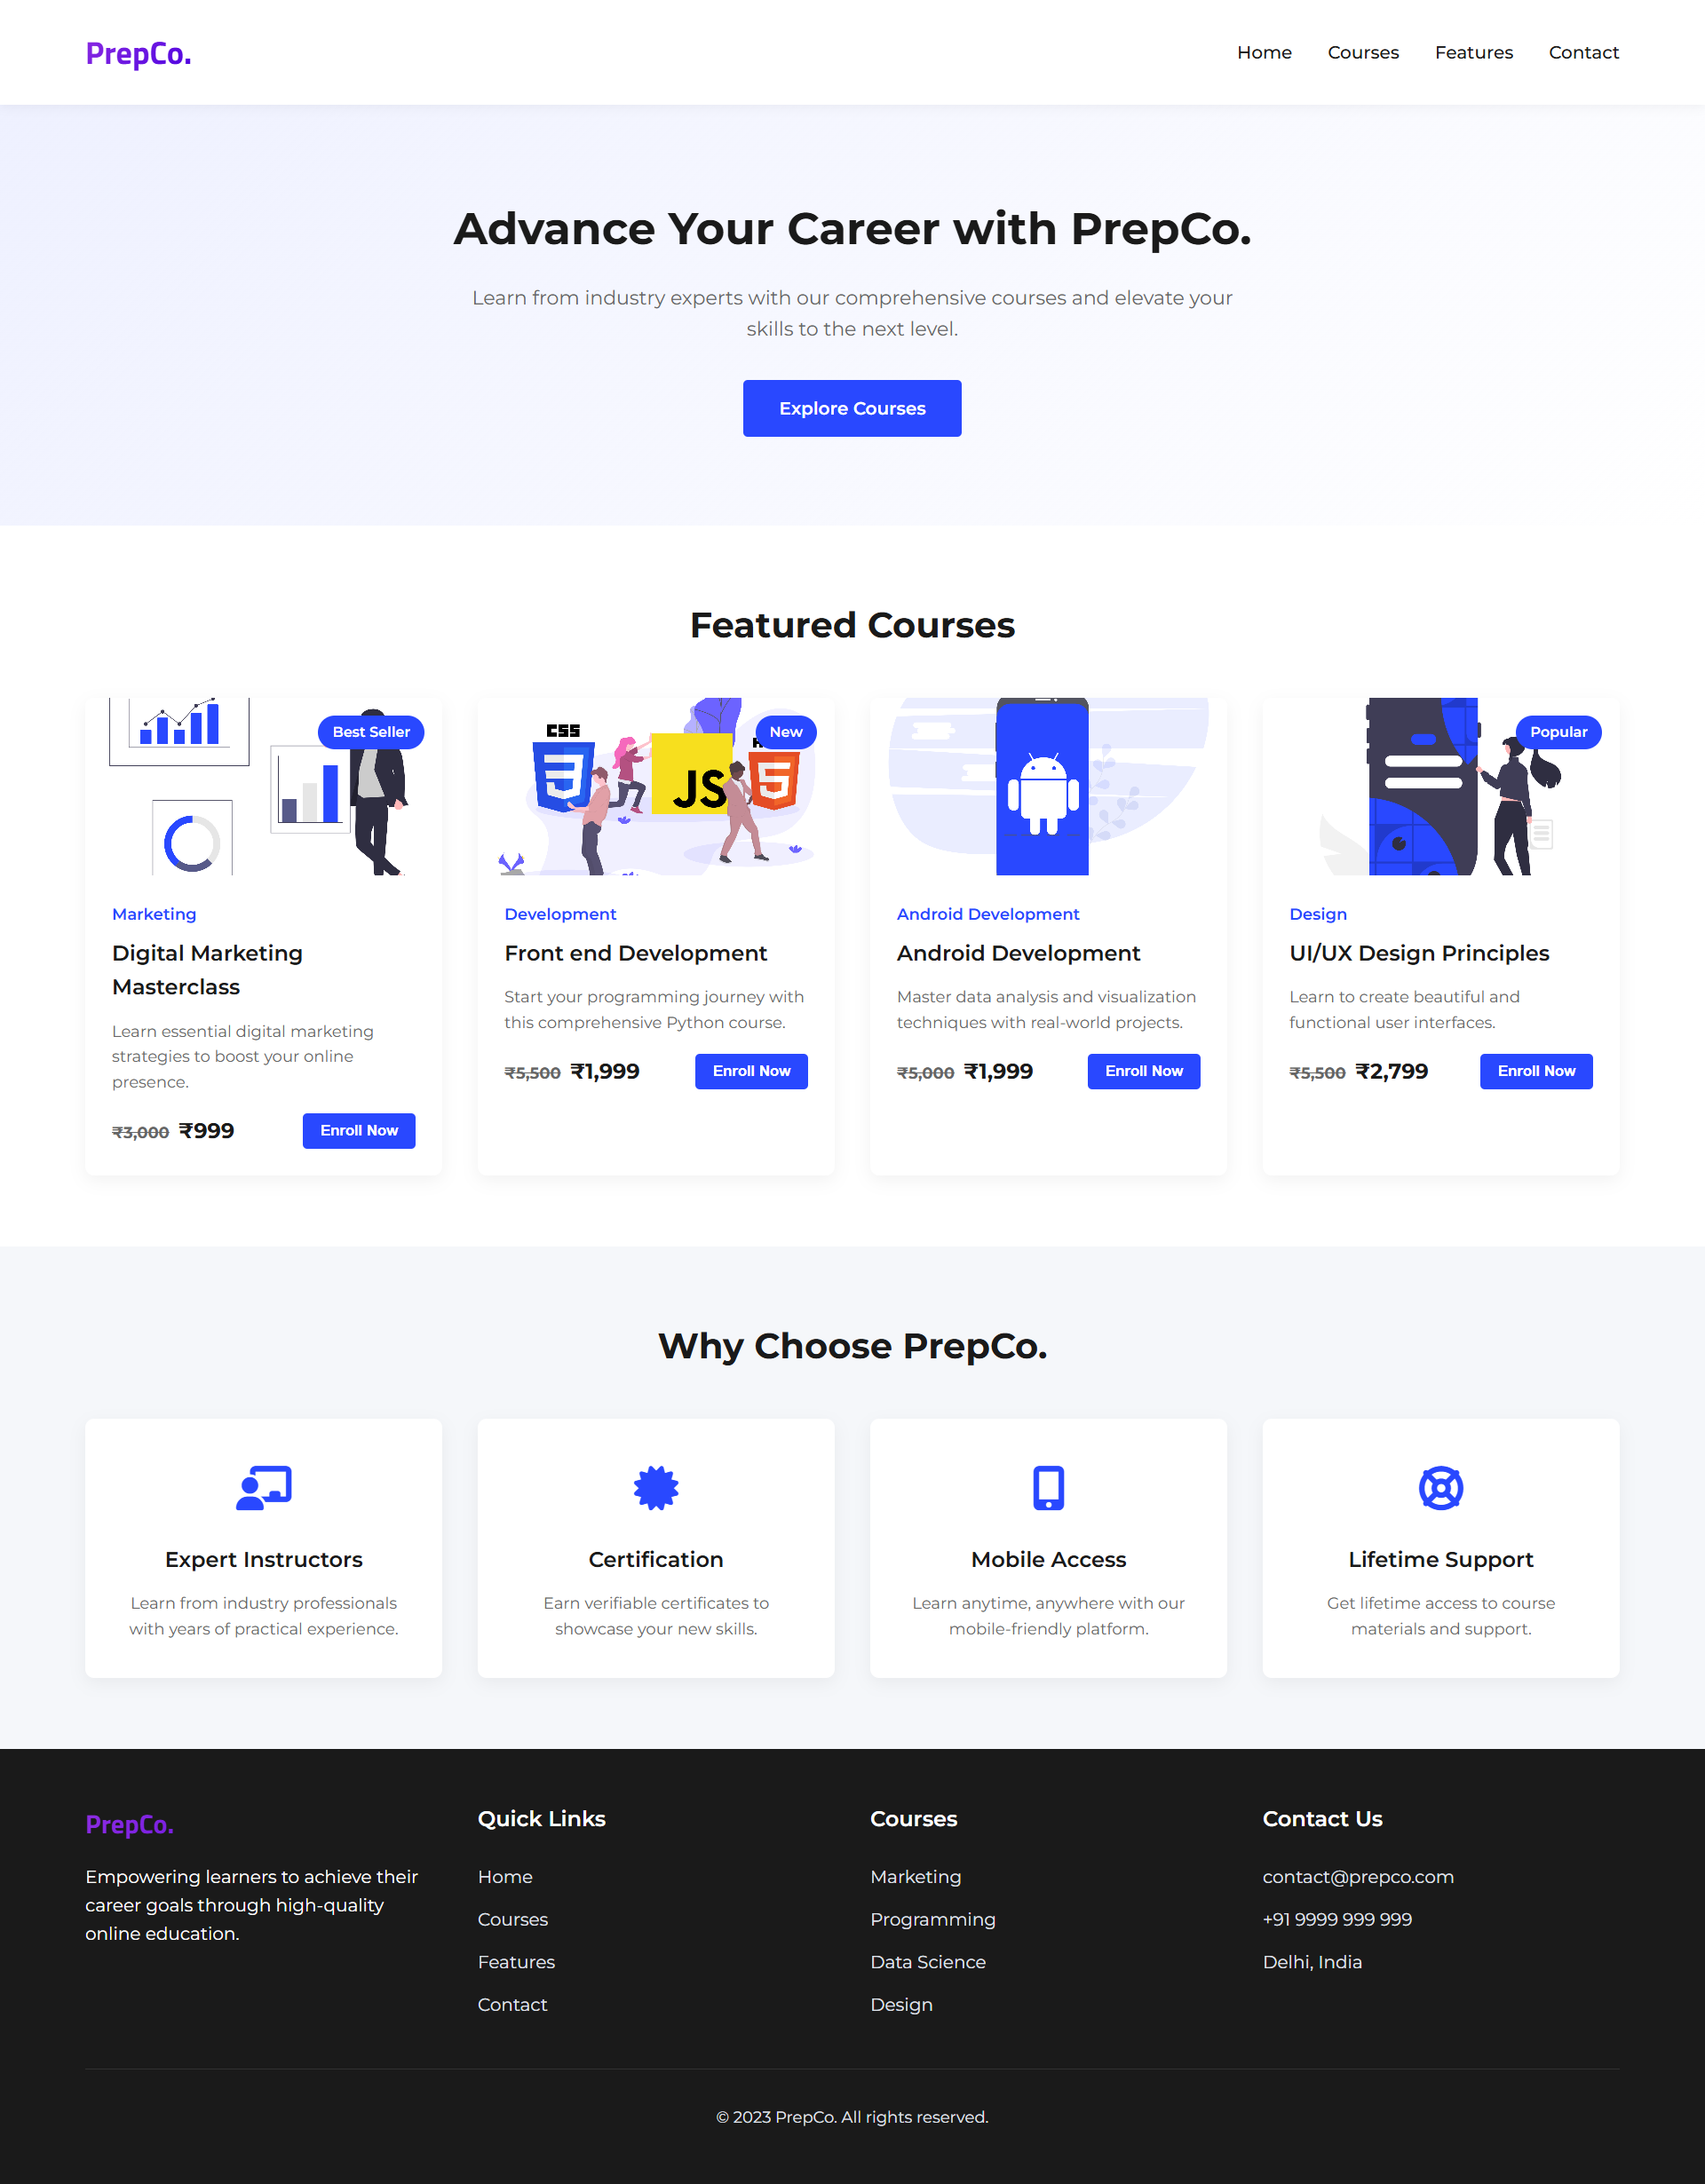 PrepCo.
Home
Courses
Features
Contact
Advance Your Career with PrepCo.
Learn from industry experts with our comprehensive courses and elevate your
skills to the next level.
Explore Courses
Featured Courses
Best Seller
Marketing
Digital Marketing
Masterclass
Learn essential digital marketing
strategies to boost your online
presence.
₹3,000 ₹999
Enroll Now
CSS
JS
New
Development
Front end Development
Start your programming journey with
this comprehensive Python course.
₹5,500 ₹1,999
Enroll Now
Android Development
Android Development
Master data analysis and visualization
techniques with real-world projects.
₹5,000 ₹1,999
Enroll Now
Popular
Design
UI/UX Design Principles
Learn to create beautiful and
functional user interfaces.
₹5,500 ₹2,799
Enroll Now
Why Choose PrepCo.
Expert Instructors
Learn from industry professionals
with years of practical experience.
Certification
Earn verifiable certificates to
showcase your new skills.
Mobile Access
Learn anytime, anywhere with our
mobile-friendly platform.
Lifetime Support
Get lifetime access to course
materials and support.
PrepCo.
Empowering learners to achieve their
career goals through high-quality
online education.
Quick Links
Home
Courses
Features
Contact
Courses
Marketing
Programming
Data Science
Design
Contact Us
contact@prepco.com
+91 9999 999 999
Delhi, India
© 2023 PrepCo. All rights reserved.